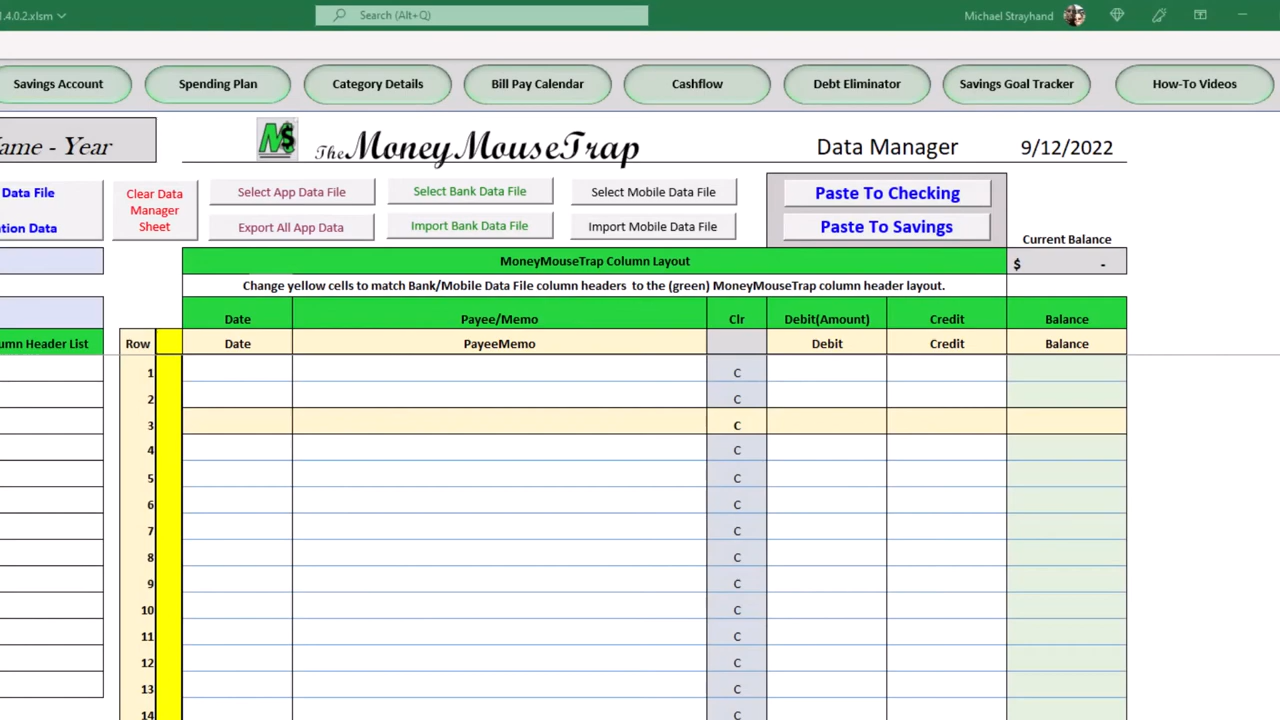 1.4.0.2.xlsm
Search (Alt+Q)
Michael Strayhand
Savings Account
Spending Plan
Category Details
Bill Pay Calendar
Cashflow
Debt Eliminator
Savings Goal Tracker
How-To Videos
ame - Year
M$
The MoneyMouseTrap
Data Manager
9/12/2022
Data File
tion Data
Clear Data
Manager
Sheet
Select App Data File
Export All App Data
Select Bank Data File
Import Bank Data File
Select Mobile Data File
Import Mobile Data File
Paste To Checking
Paste To Savings
Current Balance
$ -
MoneyMouseTrap Column Layout
Change yellow cells to match Bank/Mobile Data File column headers to the (green) MoneyMouseTrap column header layout.
Date Payee/Memo Clr Debit(Amount) Credit Balance
umn Header List Row Date PayeeMemo Debit Credit Balance
1 C
2 C
3 C
4 C
5 C
6 C
7 C
8 C
9 C
10 C
11 C
12 C
13 C
14 C